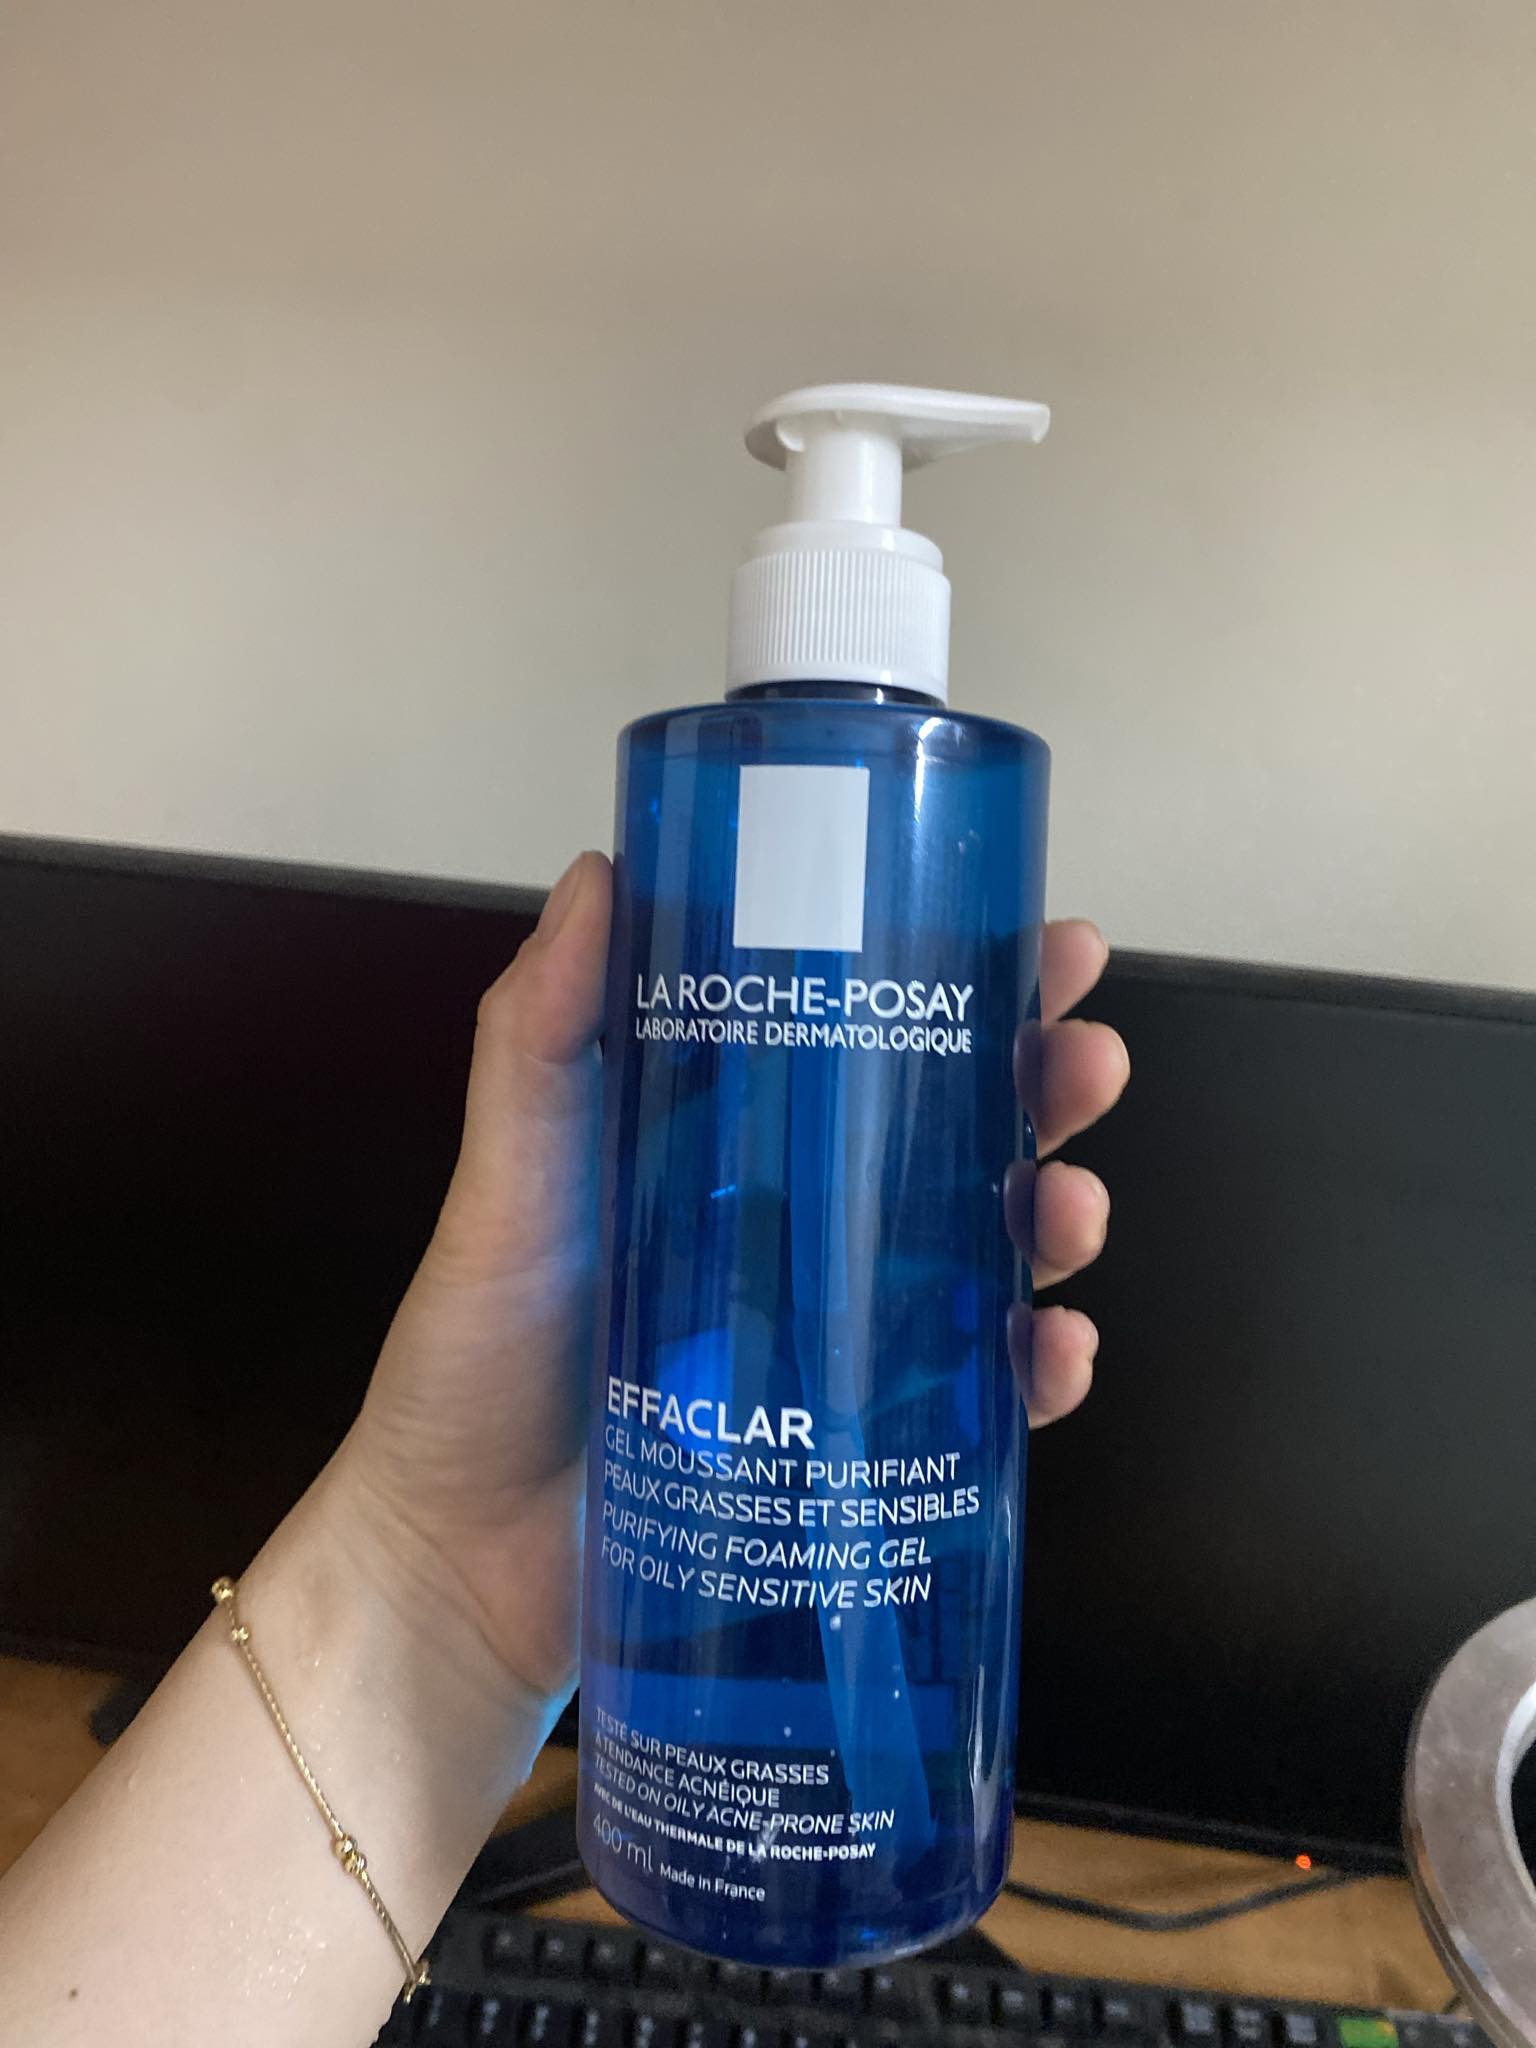 LA ROCHE-POSAY
LABORATOIRE DERMATOLOGIQUE
EFFACLAR
GEL MOUSSANT PURIFIANT
PEAUX GRASSES ET SENSIBLES
PURIFYING FOAMING GEL
FOR OILY SENSITIVE SKIN
TESTÉ SUR PEAUX GRASSES
À TENDANCE ACNÉIQUE
TESTED ON OILY ACNE-PRONE SKIN
AVEC DE L'EAU THERMALE DE LA ROCHE-POSAY
400 ml Made in France